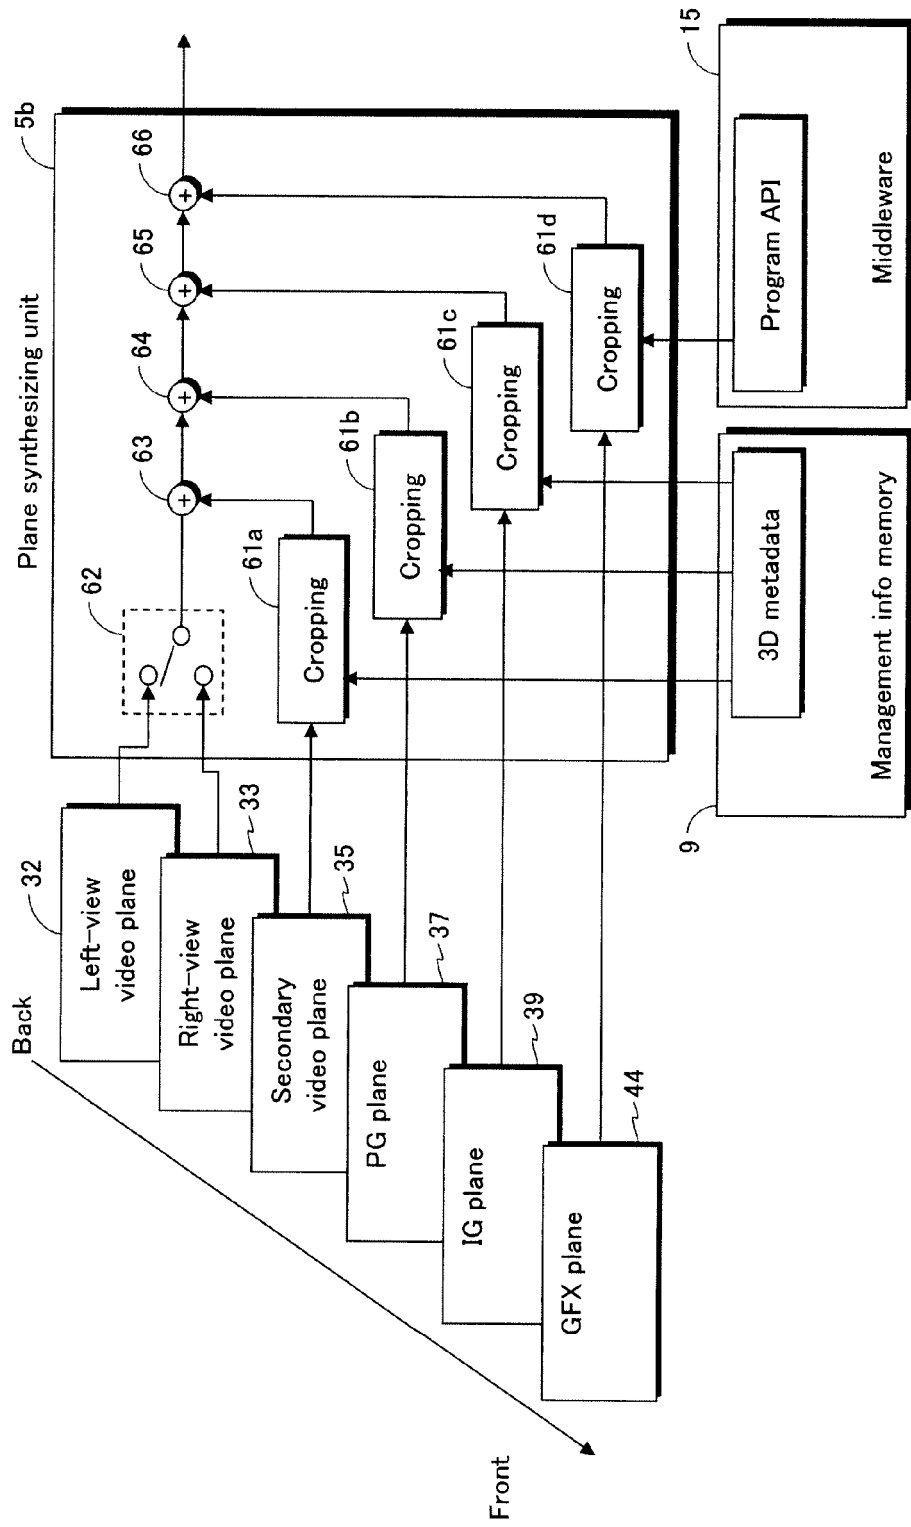 Plane synthesizing unit
5b
62
63
64
65
66
61a
Cropping
61b
Cropping
61c
Cropping
61d
Cropping
Back
32
Left-view
video plane
33
Right-view
video plane
35
Secondary
video plane
37
PG plane
39
IG plane
44
GFX plane
Front
9
3D metadata
Management info memory
15
Program API
Middleware